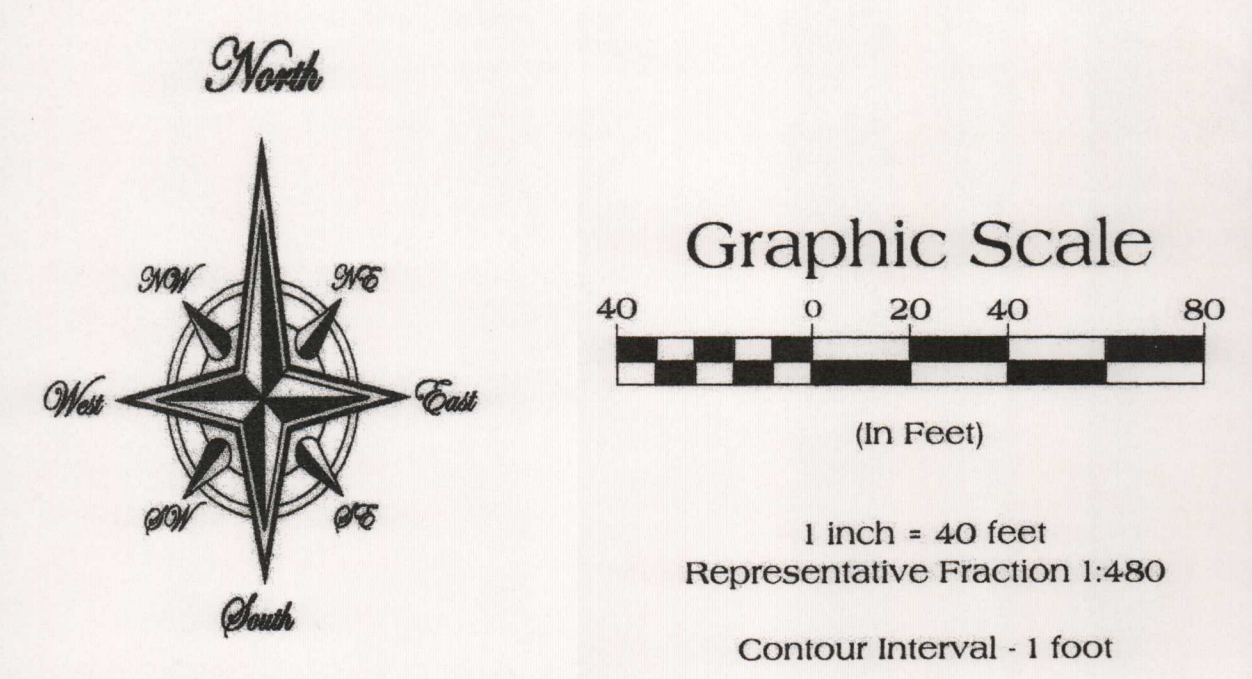 North
NW NE
West East
SW SE
South
Graphic Scale
40 0 20 40 80
(In Feet)
1 inch = 40 feet
Representative Fraction 1:480
Contour Interval - 1 foot